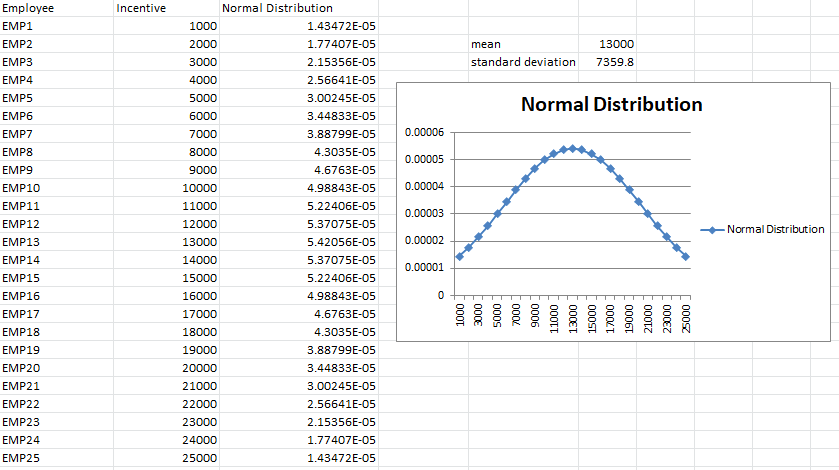 Employee Incentive Normal Distribution
EMP1 1000 1.43472E-05
EMP2 2000 1.77407E-05 mean 13000
EMP3 3000 2.15356E-05 standard deviation 7359.8
EMP4 4000 2.56641E-05
EMP5 5000 3.00245E-05
EMP6 6000 3.44833E-05
EMP7 7000 3.88799E-05
EMP8 8000 4.3035E-05
EMP9 9000 4.6763E-05
EMP10 10000 4.98843E-05
EMP11 11000 5.22406E-05
EMP12 12000 5.37075E-05
EMP13 13000 5.42056E-05
EMP14 14000 5.37075E-05
EMP15 15000 5.22406E-05
EMP16 16000 4.98843E-05
EMP17 17000 4.6763E-05
EMP18 18000 4.3035E-05
EMP19 19000 3.88799E-05
EMP20 20000 3.44833E-05
EMP21 21000 3.00245E-05
EMP22 22000 2.56641E-05
EMP23 23000 2.15356E-05
EMP24 24000 1.77407E-05
EMP25 25000 1.43472E-05
Normal Distribution
0.00006
0.00005
0.00004
0.00003
0.00002
0.00001
0
Normal Distribution
1000 3000 5000 7000 9000 11000 13000 15000 17000 19000 21000 23000 25000